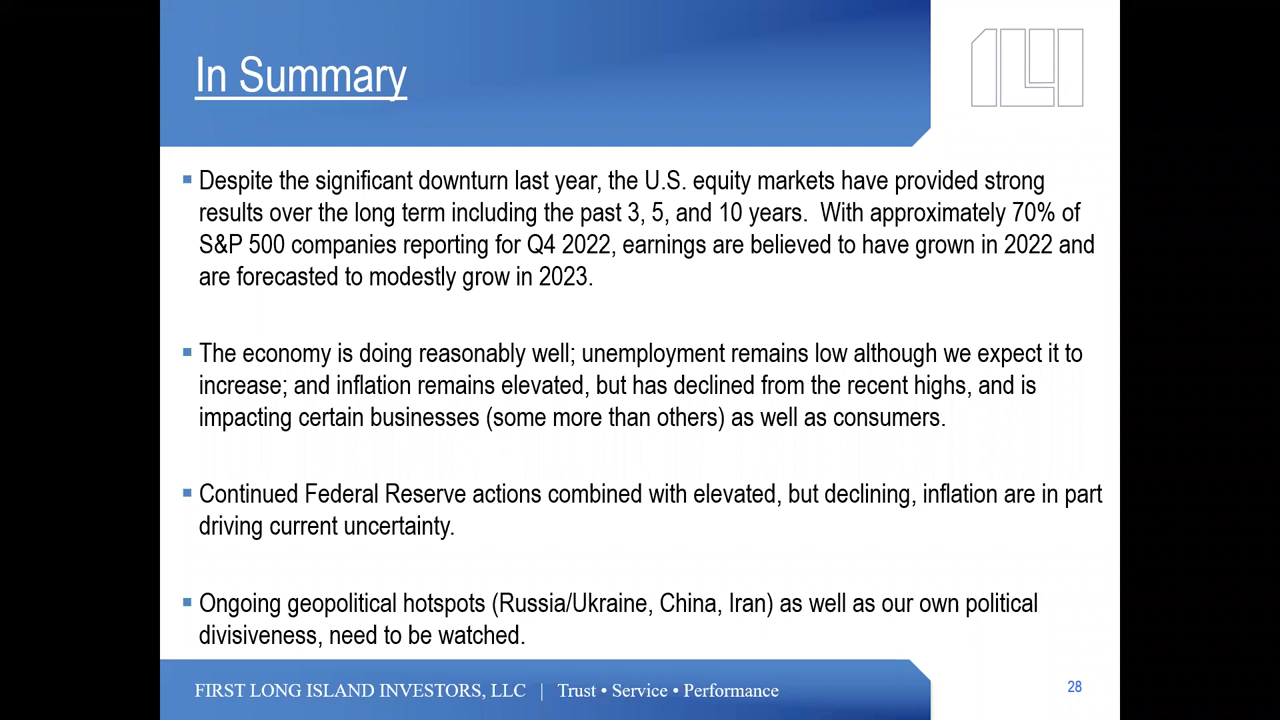 In Summary
Despite the significant downturn last year, the U.S. equity markets have provided strong
results over the long term including the past 3, 5, and 10 years.  With approximately 70% of
S&P 500 companies reporting for Q4 2022, earnings are believed to have grown in 2022 and
are forecasted to modestly grow in 2023.
The economy is doing reasonably well; unemployment remains low although we expect it to
increase; and inflation remains elevated, but has declined from the recent highs, and is
impacting certain businesses (some more than others) as well as consumers.
Continued Federal Reserve actions combined with elevated, but declining, inflation are in part
driving current uncertainty.
Ongoing geopolitical hotspots (Russia/Ukraine, China, Iran) as well as our own political
divisiveness, need to be watched.
FIRST LONG ISLAND INVESTORS, LLC | Trust • Service • Performance
28